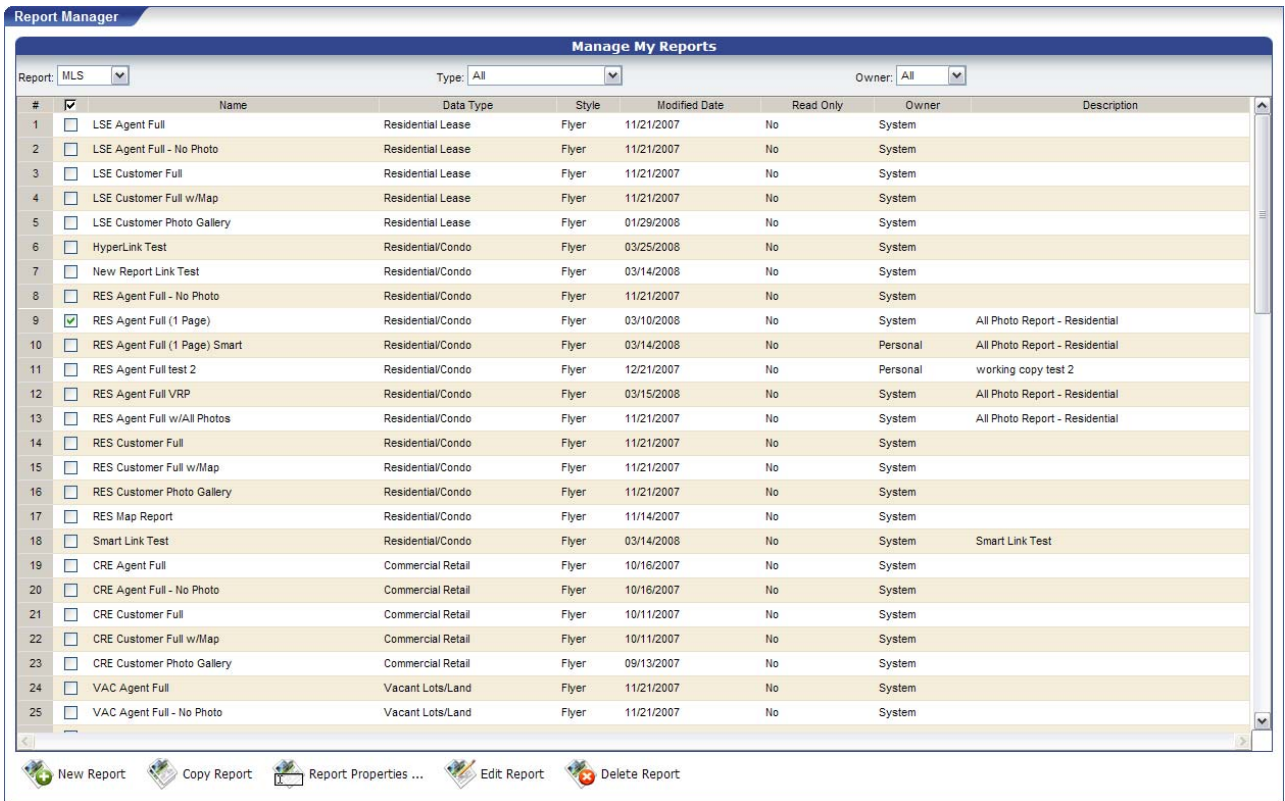 Report Manager
Manage My Reports
Report: MLS Type: All Owner: All
# Name Data Type Style Modified Date Read Only Owner Description
1 LSE Agent Full Residential Lease Flyer 11/21/2007 No System
2 LSE Agent Full - No Photo Residential Lease Flyer 11/21/2007 No System
3 LSE Customer Full Residential Lease Flyer 11/21/2007 No System
4 LSE Customer Full w/Map Residential Lease Flyer 11/21/2007 No System
5 LSE Customer Photo Gallery Residential Lease Flyer 01/29/2008 No System
6 HyperLink Test Residential/Condo Flyer 03/25/2008 No System
7 New Report Link Test Residential/Condo Flyer 03/14/2008 No System
8 RES Agent Full - No Photo Residential/Condo Flyer 11/21/2007 No System
9 RES Agent Full (1 Page) Residential/Condo Flyer 03/10/2008 No System All Photo Report - Residential
10 RES Agent Full (1 Page) Smart Residential/Condo Flyer 03/14/2008 No Personal All Photo Report - Residential
11 RES Agent Full test 2 Residential/Condo Flyer 12/21/2007 No Personal working copy test 2
12 RES Agent Full VRP Residential/Condo Flyer 03/15/2008 No System All Photo Report - Residential
13 RES Agent Full w/All Photos Residential/Condo Flyer 11/21/2007 No System All Photo Report - Residential
14 RES Customer Full Residential/Condo Flyer 11/21/2007 No System
15 RES Customer Full w/Map Residential/Condo Flyer 11/21/2007 No System
16 RES Customer Photo Gallery Residential/Condo Flyer 11/21/2007 No System
17 RES Map Report Residential/Condo Flyer 11/14/2007 No System
18 Smart Link Test Residential/Condo Flyer 03/14/2008 No System Smart Link Test
19 CRE Agent Full Commercial Retail Flyer 10/16/2007 No System
20 CRE Agent Full - No Photo Commercial Retail Flyer 10/16/2007 No System
21 CRE Customer Full Commercial Retail Flyer 10/11/2007 No System
22 CRE Customer Full w/Map Commercial Retail Flyer 10/11/2007 No System
23 CRE Customer Photo Gallery Commercial Retail Flyer 09/13/2007 No System
24 VAC Agent Full Vacant Lots/Land Flyer 11/21/2007 No System
25 VAC Agent Full - No Photo Vacant Lots/Land Flyer 11/21/2007 No System
New Report Copy Report Report Properties ... Edit Report Delete Report